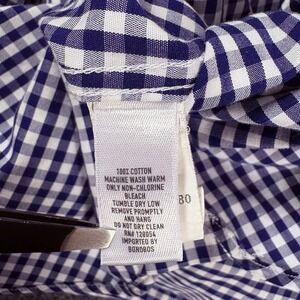 100% COTTON
MACHINE WASH WARM
ONLY NON-CHLORINE
BLEACH
TUMBLE DRY LOW
REMOVE PROMPTLY
AND HANG
DO NOT DRY CLEAN
RN# 128054
IMPORTED BY
BONOBOS